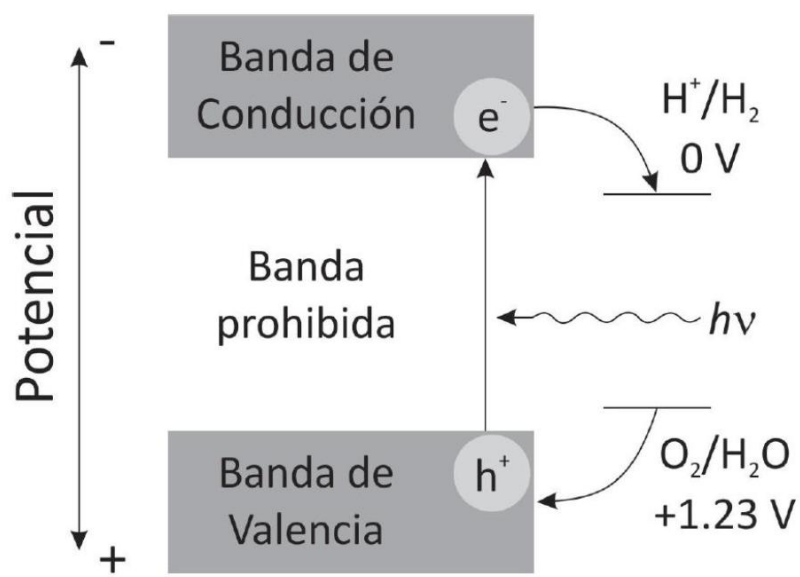 -
Potencial
+
Banda de
Conducción
e⁻
H⁺/H₂
0 V
Banda
prohibida
hν
Banda de
Valencia
h⁺
O₂/H₂O
+1.23 V